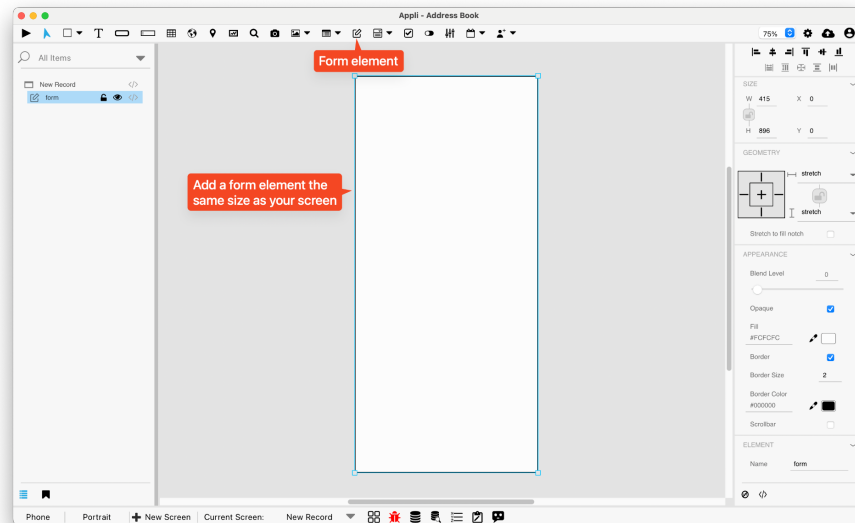 Appli - Address Book
T
75%
All Items
Form element
New Record
form
Add a form element the
same size as your screen
SIZE
W 415 X 0
H 896 Y 0
GEOMETRY
stretch
stretch
Stretch to fill notch
APPEARANCE
Blend Level 0
Opaque
Fill
#FCFCFC
Border
Border Size 2
Border Color
#000000
Scrollbar
ELEMENT
Name form
Phone Portrait New Screen Current Screen: New Record